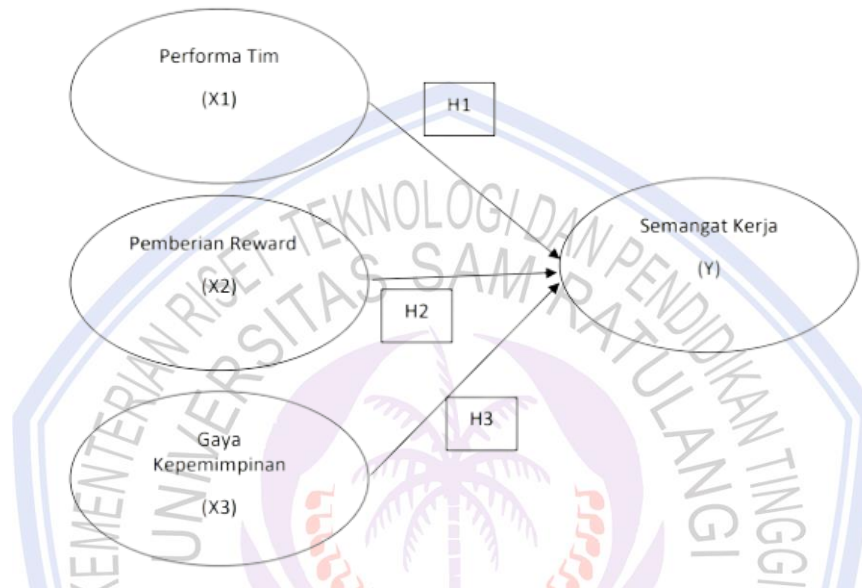 Performa Tim
(X1)
H1
Pemberian Reward
(X2)
H2
Gaya
Kepemimpinan
(X3)
H3
Semangat Kerja
(Y)
KEMENTERIAN RISET TEKNOLOGI DAN PENDIDIKAN TINGGI
UNIVERSITAS SAM RATULANGI